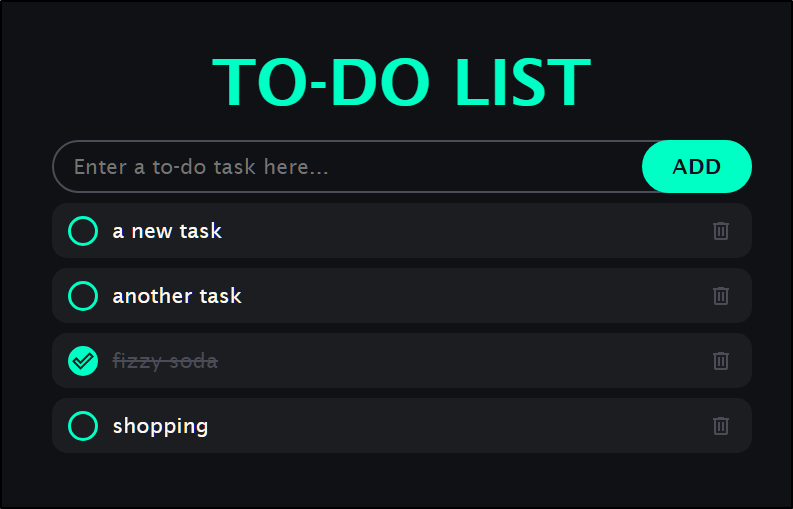 TO-DO LIST
Enter a to-do task here...
ADD
a new task
another task
fizzy soda
shopping